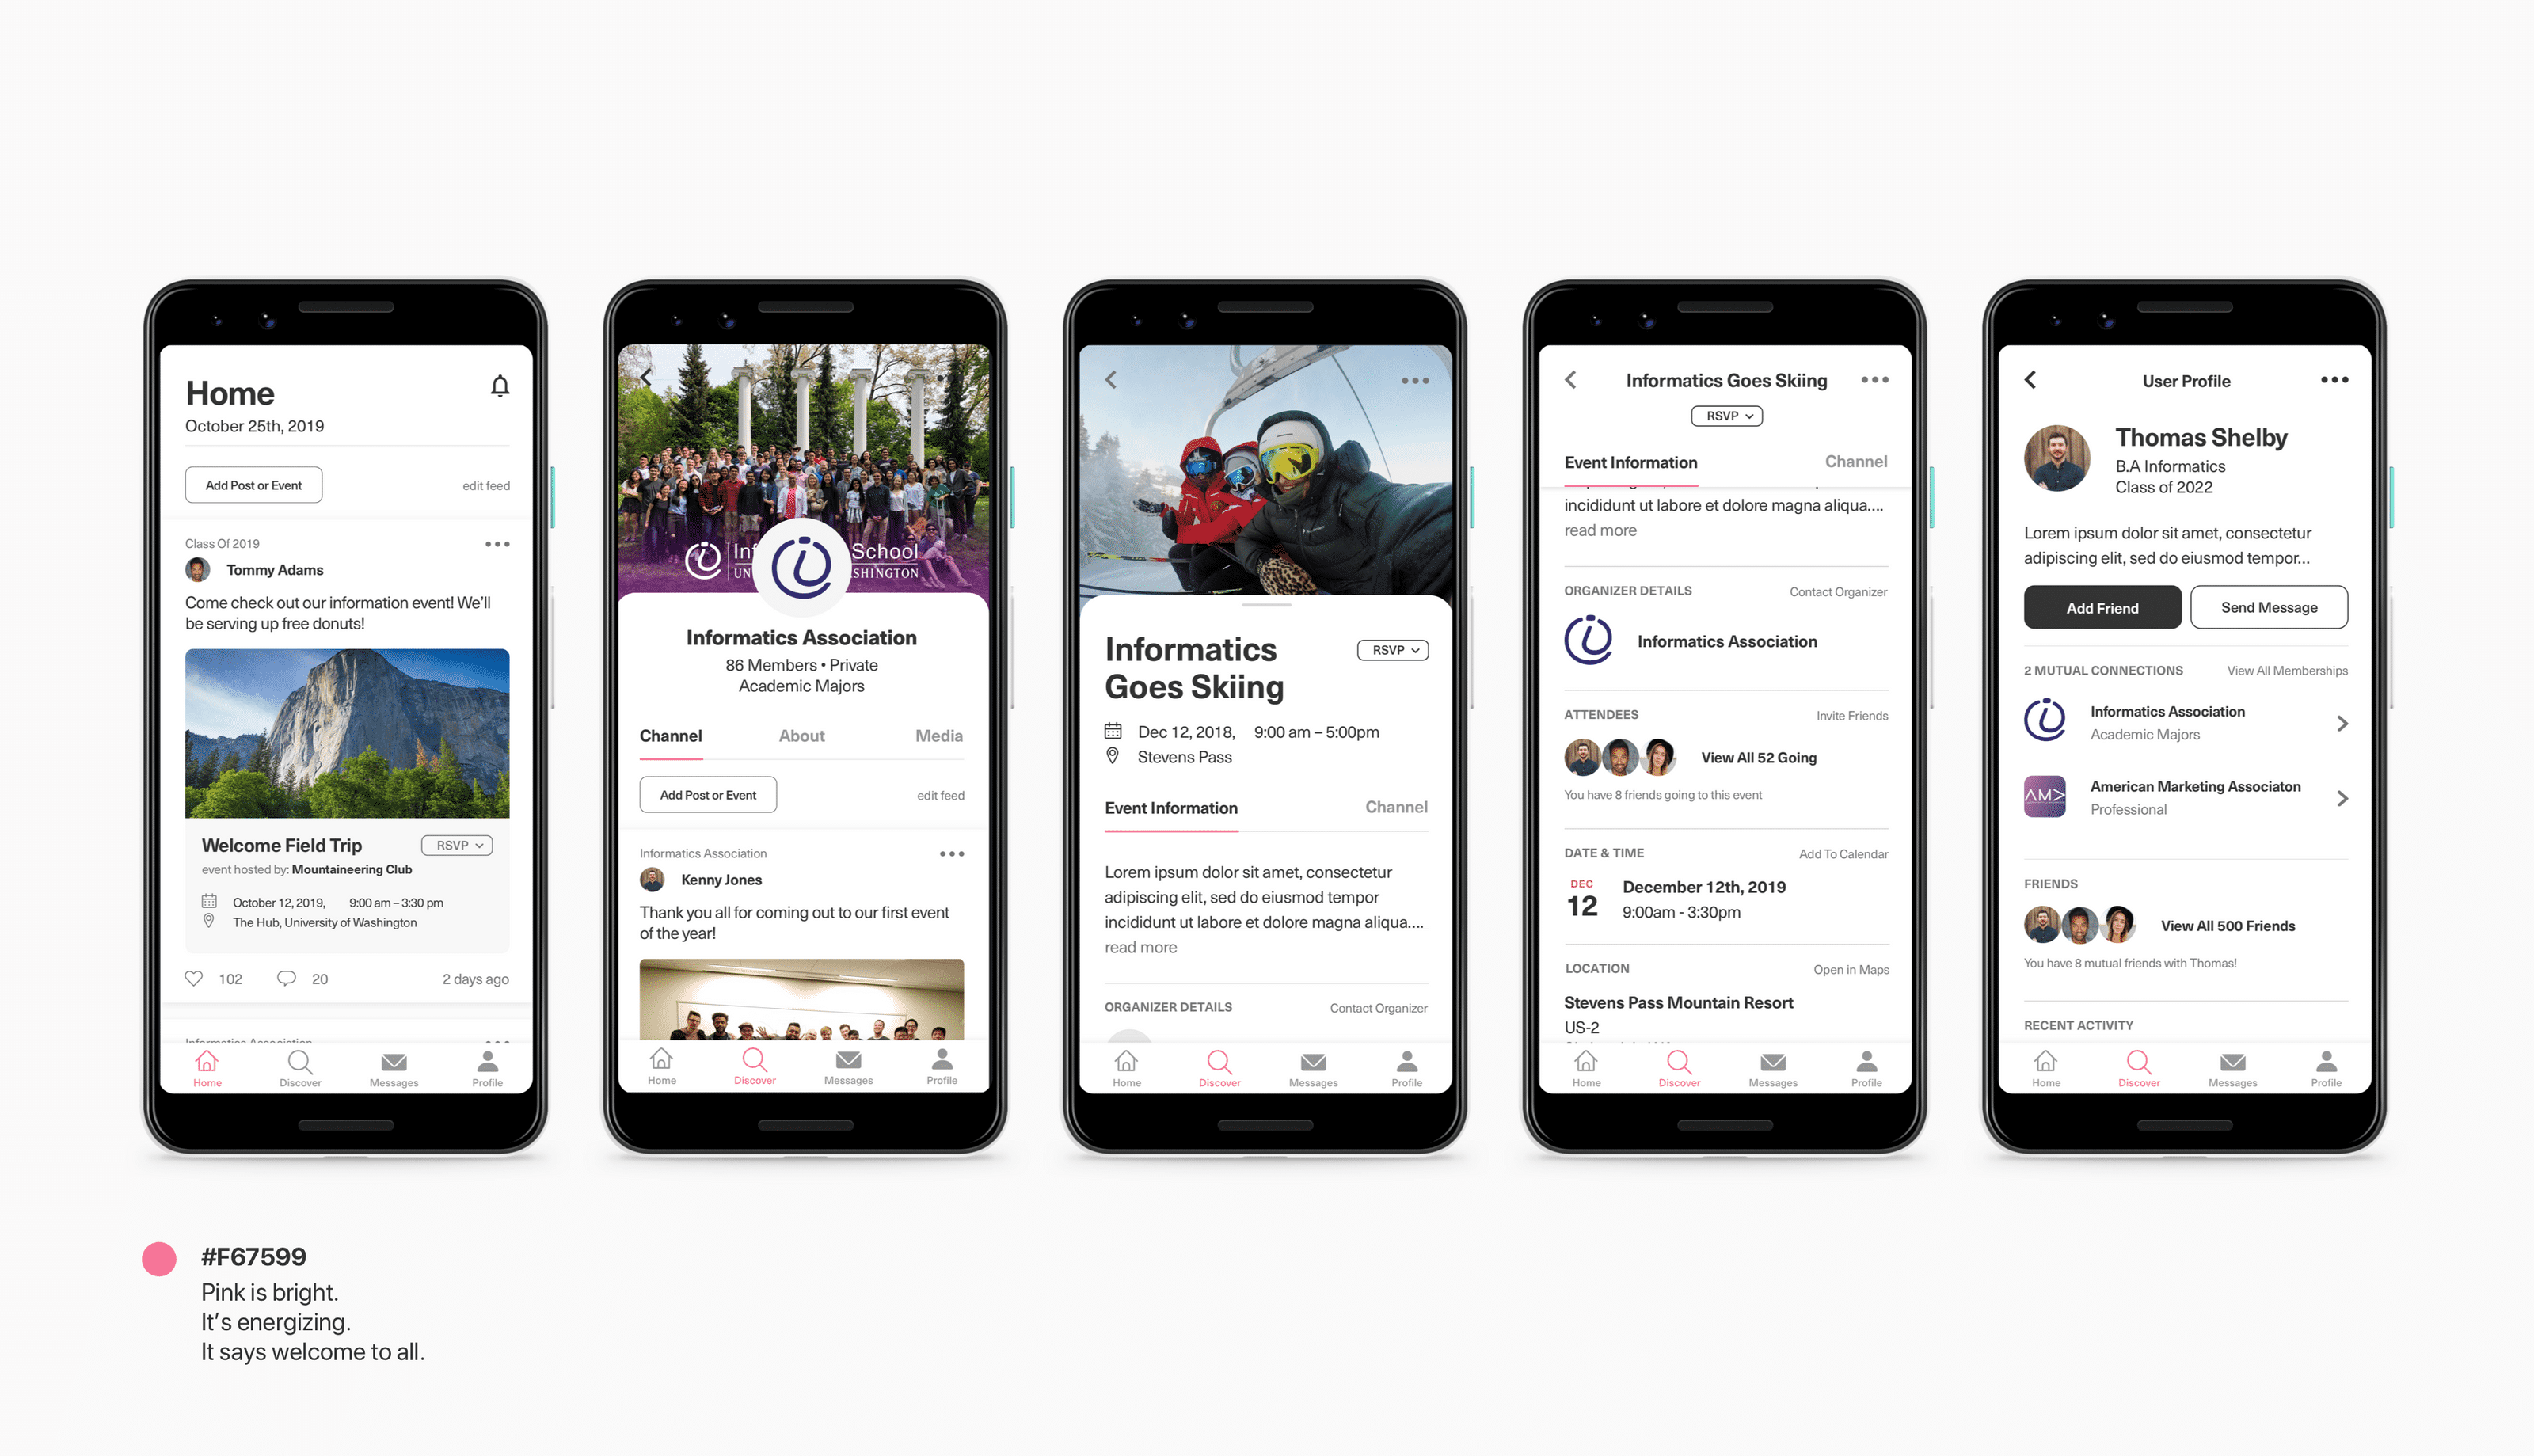 Home
October 25th, 2019
Add Post or Event
edit feed
Class Of 2019
Tommy Adams
Come check out our information event! We'll
be serving up free donuts!
Welcome Field Trip
RSVP
event hosted by: Mountaineering Club
October 12, 2019, 9:00 am – 3:30 pm
The Hub, University of Washington
102
20
2 days ago
Informatics Association
Home
Discover
Messages
Profile
School
SHINGTON
Informatics Association
86 Members • Private
Academic Majors
Channel
About
Media
Add Post or Event
edit feed
Informatics Association
Kenny Jones
Thank you all for coming out to our first event
of the year!
Home
Discover
Messages
Profile
Informatics
Goes Skiing
RSVP
Dec 12, 2018, 9:00 am – 5:00pm
Stevens Pass
Event Information
Channel
Lorem ipsum dolor sit amet, consectetur
adipiscing elit, sed do eiusmod tempor
incididunt ut labore et dolore magna aliqua....
read more
ORGANIZER DETAILS
Contact Organizer
Home
Discover
Messages
Profile
Informatics Goes Skiing
RSVP
Event Information
Channel
incididunt ut labore et dolore magna aliqua....
read more
ORGANIZER DETAILS
Contact Organizer
Informatics Association
ATTENDEES
Invite Friends
View All 52 Going
You have 8 friends going to this event
DATE & TIME
Add To Calendar
DEC
12
December 12th, 2019
9:00am - 3:30pm
LOCATION
Open in Maps
Stevens Pass Mountain Resort
US-2
Home
Discover
Messages
Profile
User Profile
Thomas Shelby
B.A Informatics
Class of 2022
Lorem ipsum dolor sit amet, consectetur
adipiscing elit, sed do eiusmod tempor...
Add Friend
Send Message
2 MUTUAL CONNECTIONS
View All Memberships
Informatics Association
Academic Majors
AMA
American Marketing Associaton
Professional
FRIENDS
View All 500 Friends
You have 8 mutual friends with Thomas!
RECENT ACTIVITY
Home
Discover
Messages
Profile
#F67599
Pink is bright.
It's energizing.
It says welcome to all.